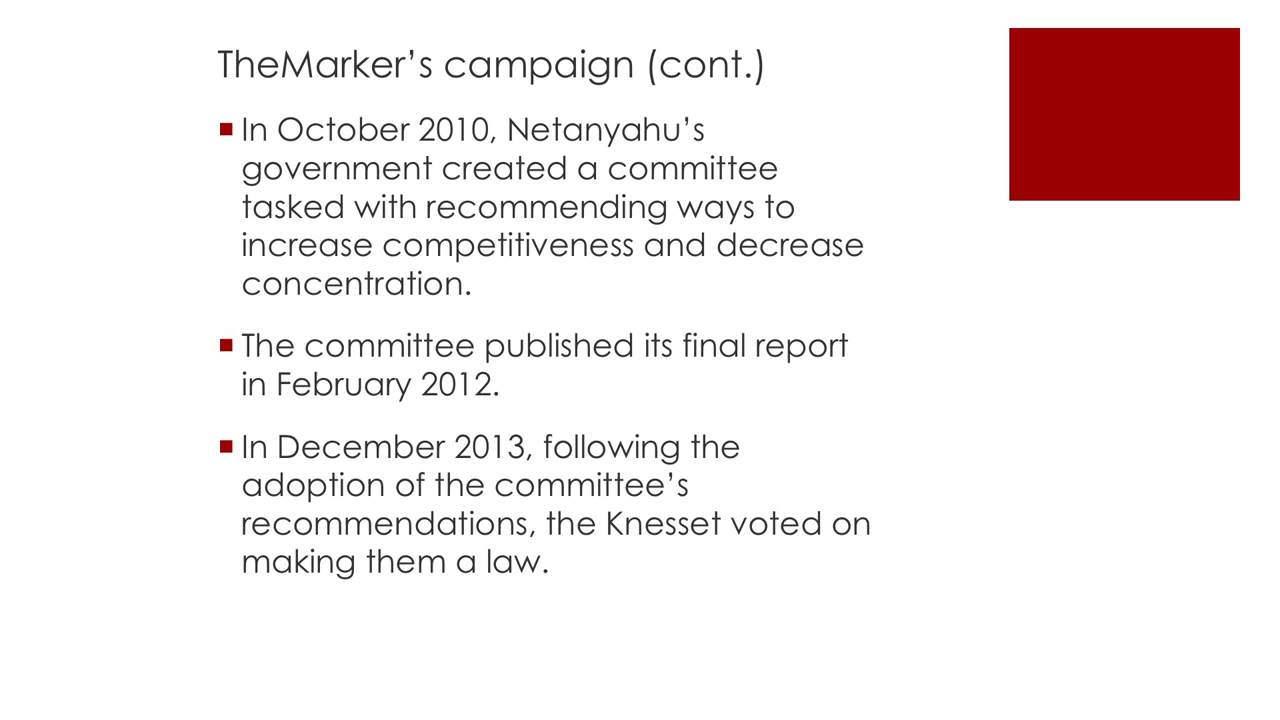 TheMarker’s campaign (cont.)
In October 2010, Netanyahu’s
government created a committee
tasked with recommending ways to
increase competitiveness and decrease
concentration.
The committee published its final report
in February 2012.
In December 2013, following the
adoption of the committee’s
recommendations, the Knesset voted on
making them a law.